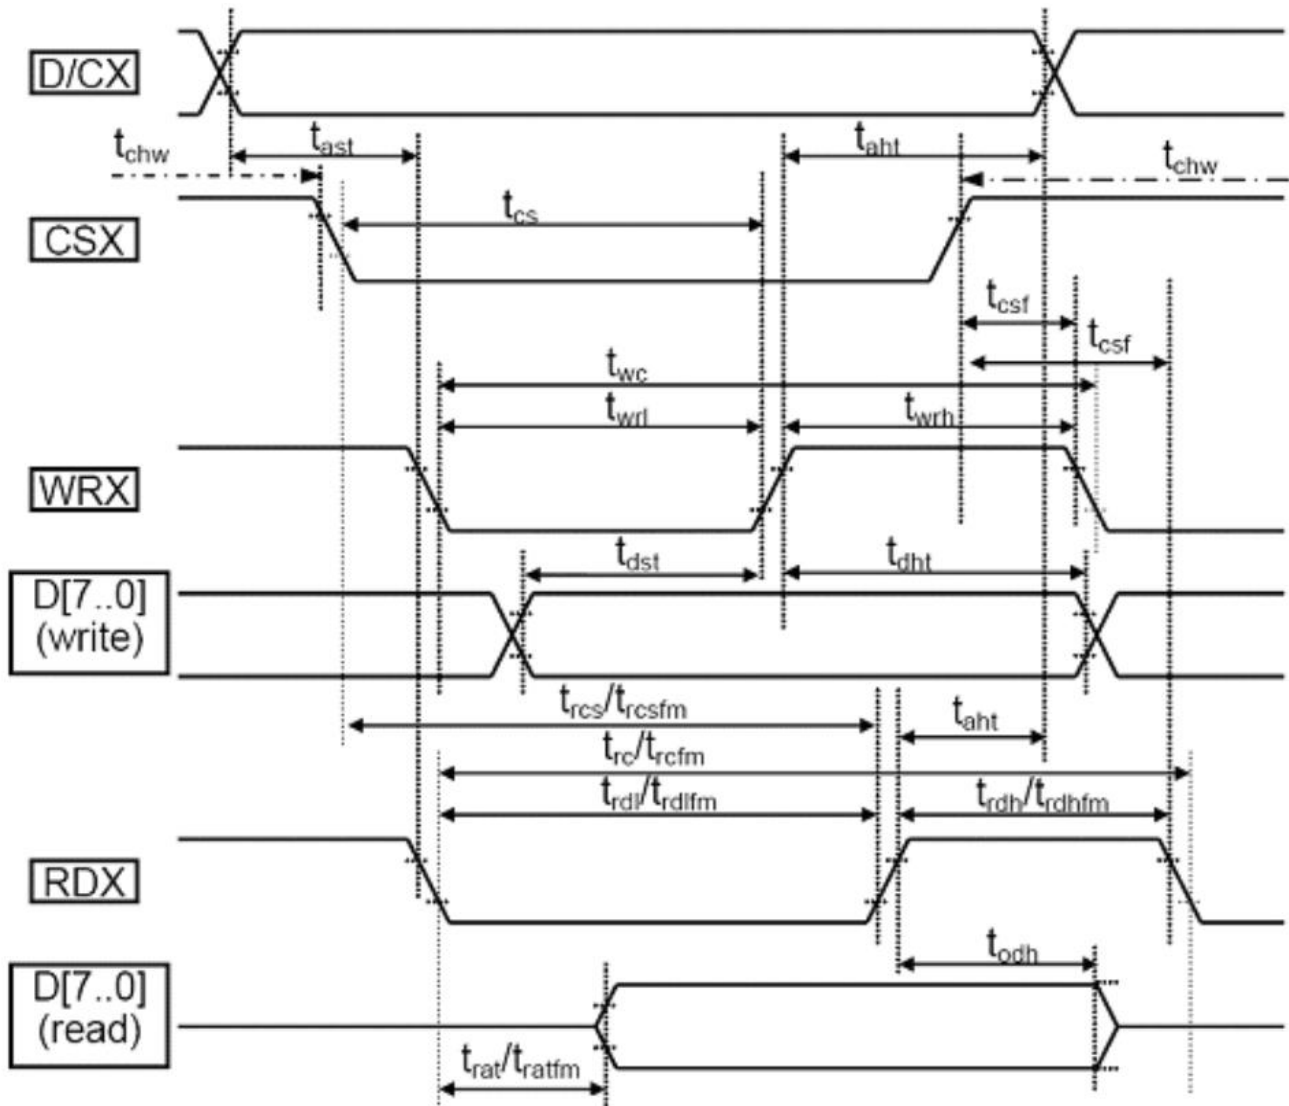 D/CX
tchw
tast
taht
tchw
tcs
CSX
tcsf
tcsf
twc
twrl
twrh
WRX
tdst
tdht
D[7..0]
(write)
trcs/trcsfm
taht
trc/trcfm
trdl/trdlfm
trdh/trdhfm
RDX
todh
D[7..0]
(read)
trat/tratfm